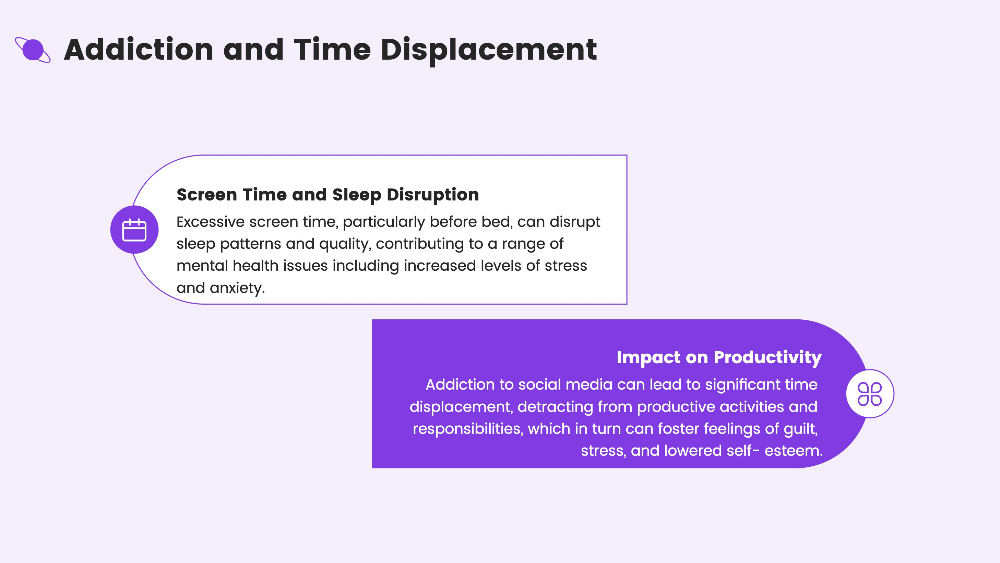 Addiction and Time Displacement
Screen Time and Sleep Disruption
Excessive screen time, particularly before bed, can disrupt
sleep patterns and quality, contributing to a range of
mental health issues including increased levels of stress
and anxiety.
Impact on Productivity
Addiction to social media can lead to significant time
displacement, detracting from productive activities and
responsibilities, which in turn can foster feelings of guilt,
stress, and lowered self- esteem.